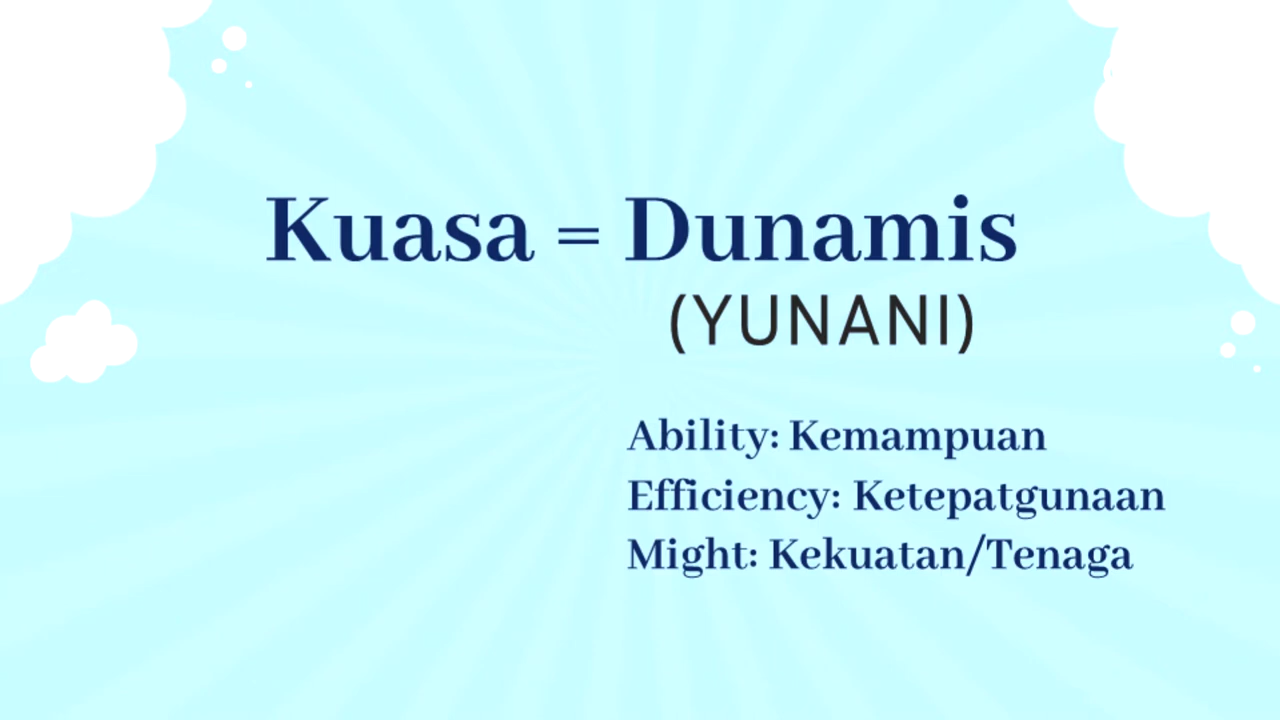 Kuasa = Dunamis
(YUNANI)
Ability: Kemampuan
Efficiency: Ketepatgunaan
Might: Kekuatan/Tenaga